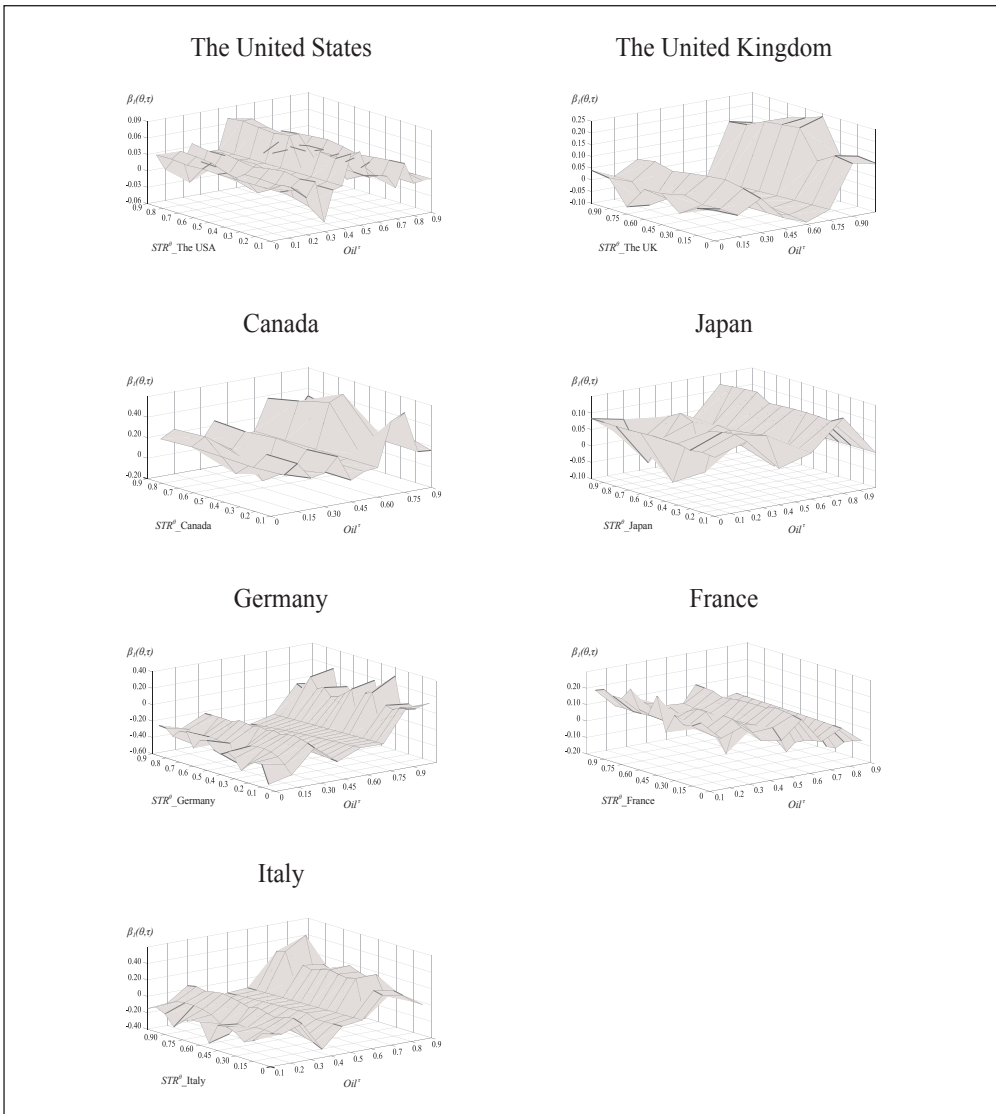 The United States
β₁(θ,τ)
0.09
0.03
0
-0.03
-0.06
0.9
0.8
0.7
0.6
0.5
0.4
0.3
0.2
0.1
STRᶿ_The USA
0 0.1 0.2 0.3 0.4 0.5 0.6 0.7 0.8 0.9
Oilᵗ
The United Kingdom
β₁(θ,τ)
0.25
0.20
0.15
0.10
0.05
0
-0.05
-0.10
0.90
0.75
0.60
0.45
0.30
0.15
0
STRᶿ_The UK
0 0.15 0.30 0.45 0.60 0.75 0.90
Oilᵗ
Canada
β₁(θ,τ)
0.40
0.20
0
-0.20
0.9
0.8
0.7
0.6
0.5
0.4
0.3
0.2
0.1
STRᶿ_Canada
0 0.15 0.30 0.45 0.60 0.75 0.9
Oilᵗ
Japan
β₁(θ,τ)
0.10
0.05
0
-0.05
-0.10
0.9
0.8
0.7
0.6
0.5
0.4
0.3
0.2
0.1
STRᶿ_Japan
0 0.1 0.2 0.3 0.4 0.5 0.6 0.7 0.8 0.9
Oilᵗ
Germany
β₁(θ,τ)
0.40
0.20
0
-0.20
-0.40
-0.60
0.9
0.8
0.7
0.6
0.5
0.4
0.3
0.2
0
STRᶿ_Germany
0 0.15 0.30 0.45 0.60 0.75 0.9
Oilᵗ
France
β₁(θ,τ)
0.20
0.10
0
-0.10
-0.20
0.9
0.75
0.60
0.45
0.30
0.15
0
STRᶿ_France
0.1 0.2 0.3 0.4 0.5 0.6 0.7 0.8 0.9
Oilᵗ
Italy
β₁(θ,τ)
0.40
0.20
0
-0.20
-0.40
0.90
0.75
0.60
0.45
0.30
0.15
0
STRᶿ_Italy
0.1 0.2 0.3 0.4 0.5 0.6 0.7 0.8 0.9
Oilᵗ